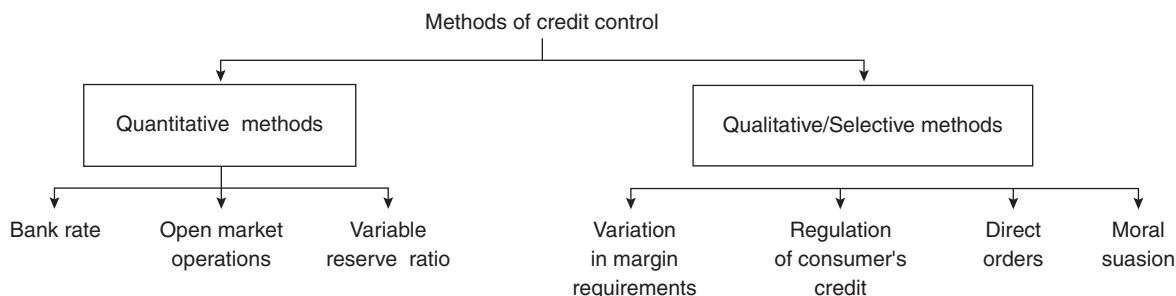 Methods of credit control
Quantitative methods
Qualitative/Selective methods
Bank rate
Open market
operations
Variable
reserve ratio
Variation
in margin
requirements
Regulation
of consumer's
credit
Direct
orders
Moral
suasion